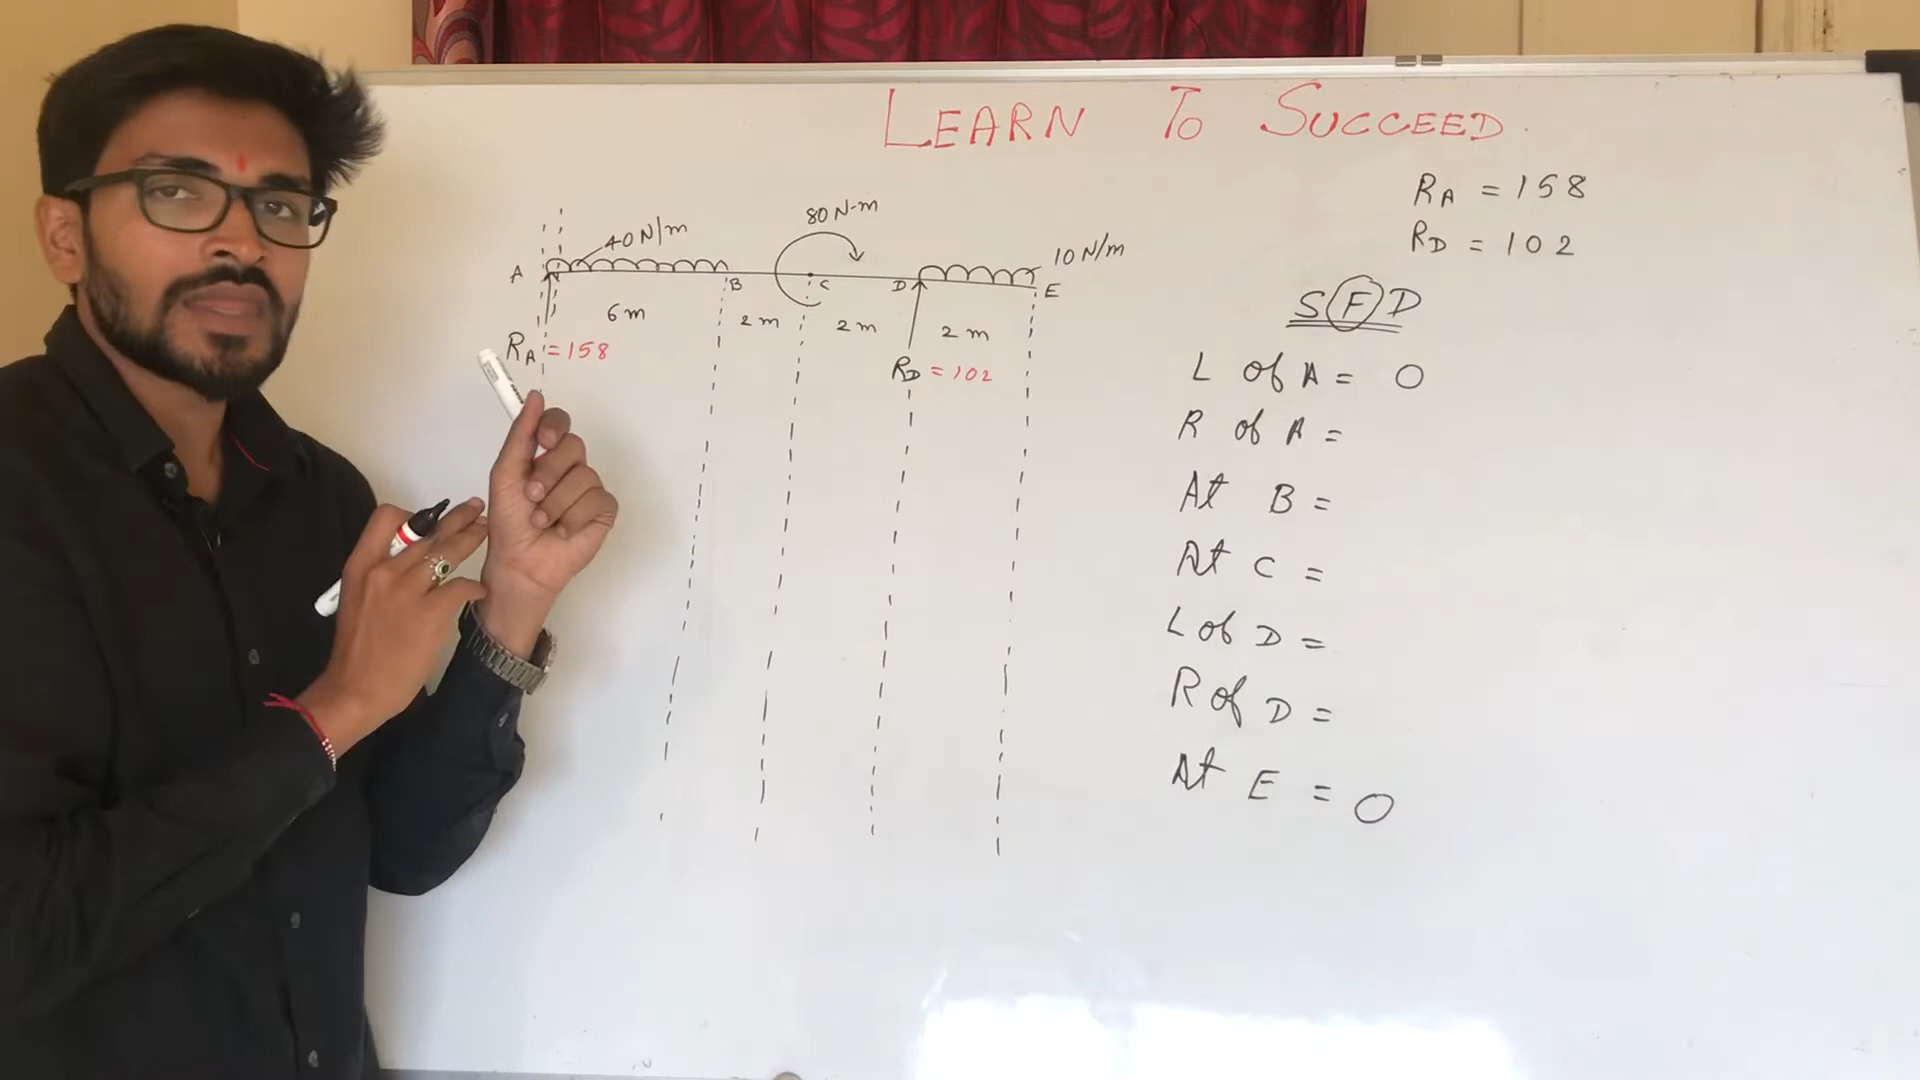 LEARN TO SUCCEED
RA = 158
RD = 102
80 N-m
40 N/m
10 N/m
A
B
C
D
E
6 m
2 m
2 m
2 m
RA = 158
RD = 102
SFD
L of A = 0
R of A =
At B =
At C =
L of D =
R of D =
At E = 0